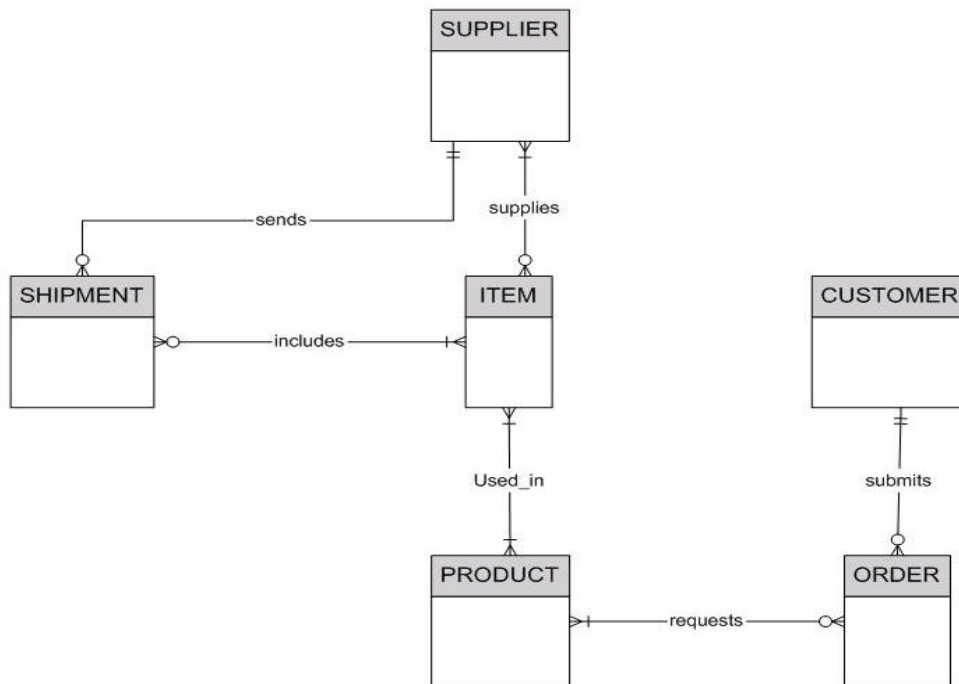 SUPPLIER
sends
supplies
SHIPMENT
ITEM
CUSTOMER
includes
Used_in
submits
PRODUCT
ORDER
requests